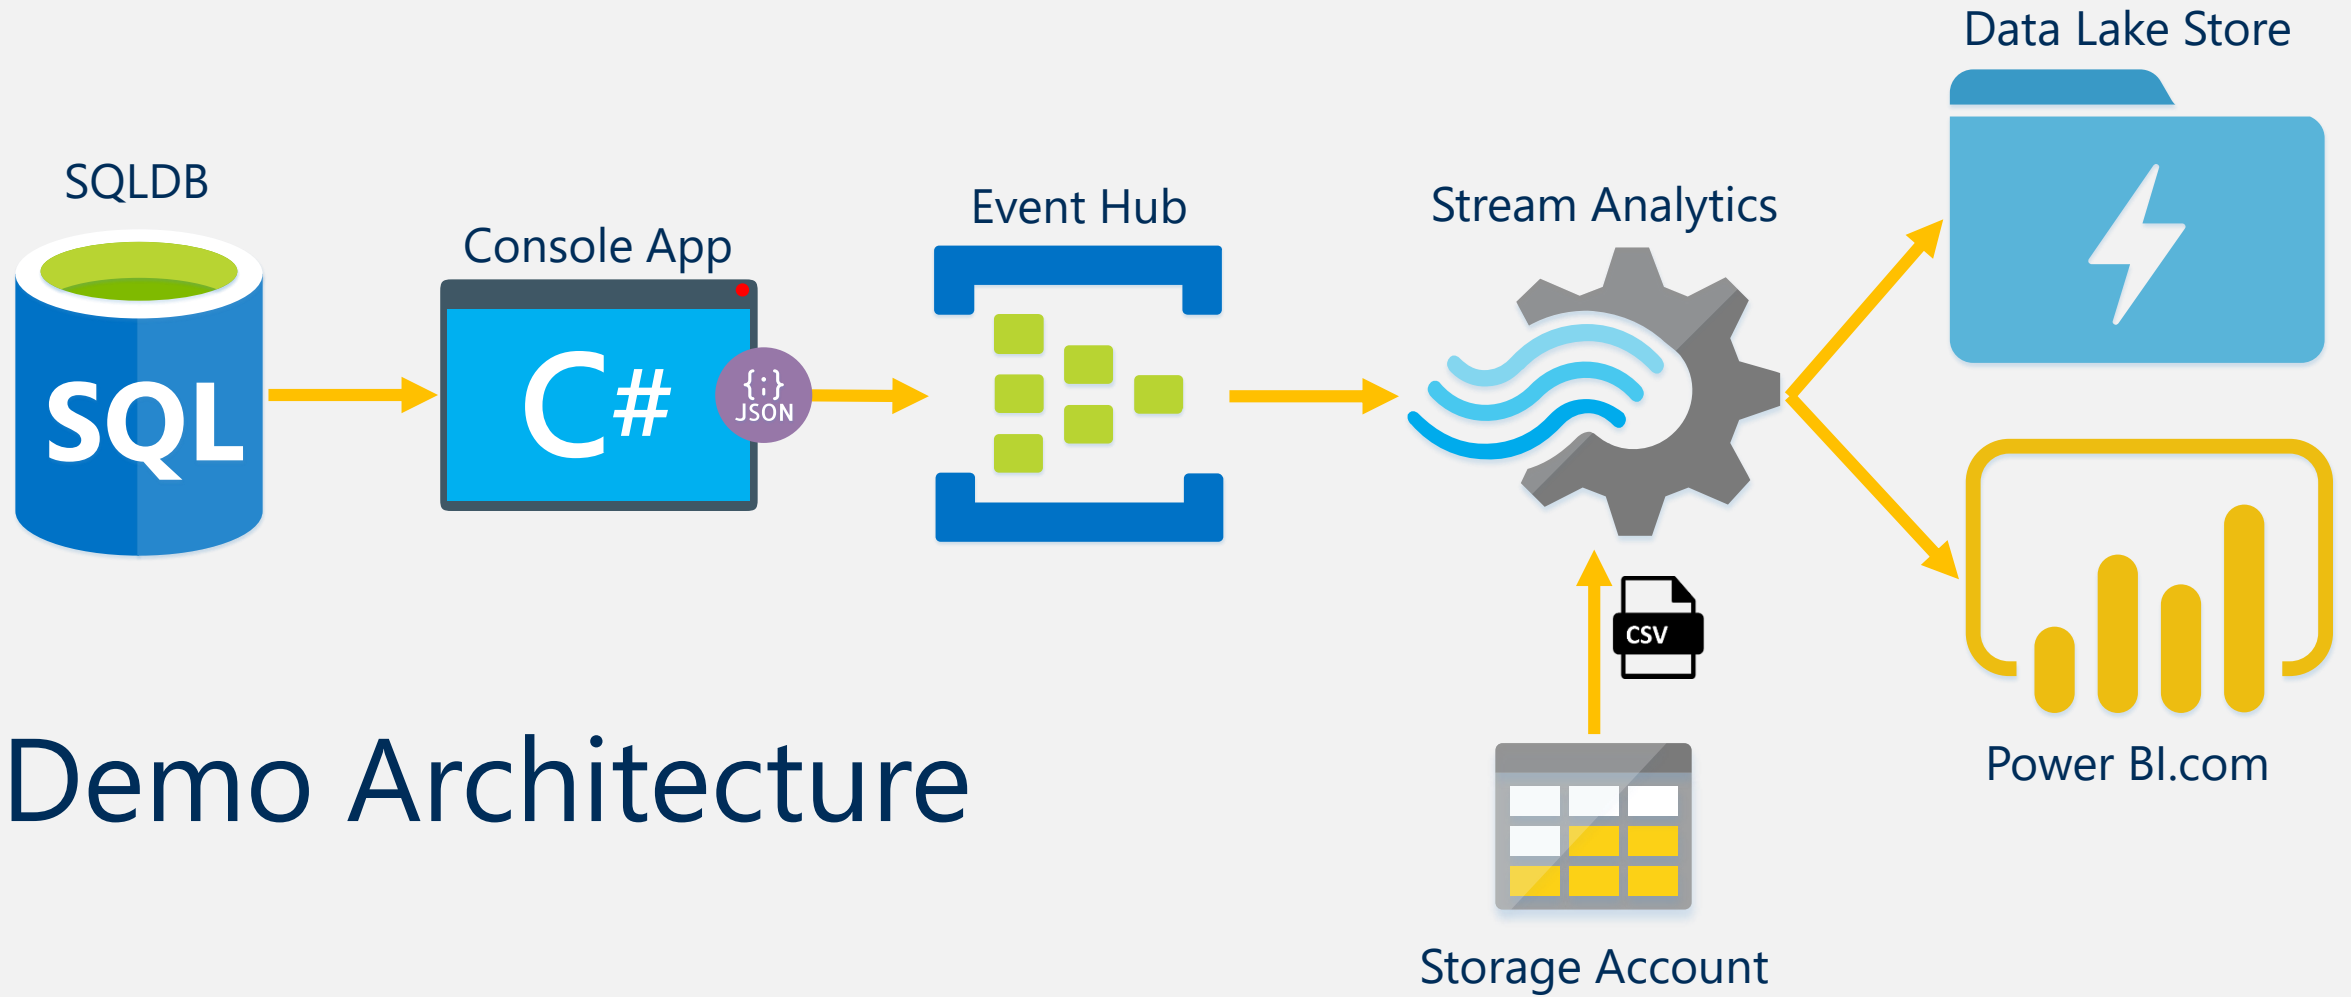 Data Lake Store
SQLDB
Event Hub
Stream Analytics
Console App
SQL
C#
{;}
JSON
CSV
Demo Architecture
Power BI.com
Storage Account